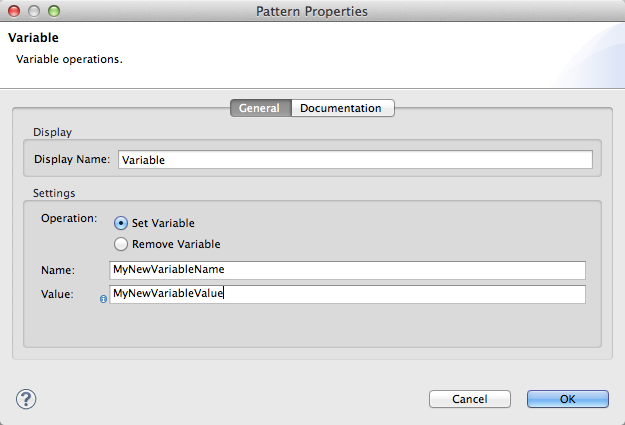 Pattern Properties
Variable
Variable operations.
General Documentation
Display
Display Name: Variable
Settings
Operation: Set Variable
Remove Variable
Name: MyNewVariableName
Value: i MyNewVariableValue
? Cancel OK